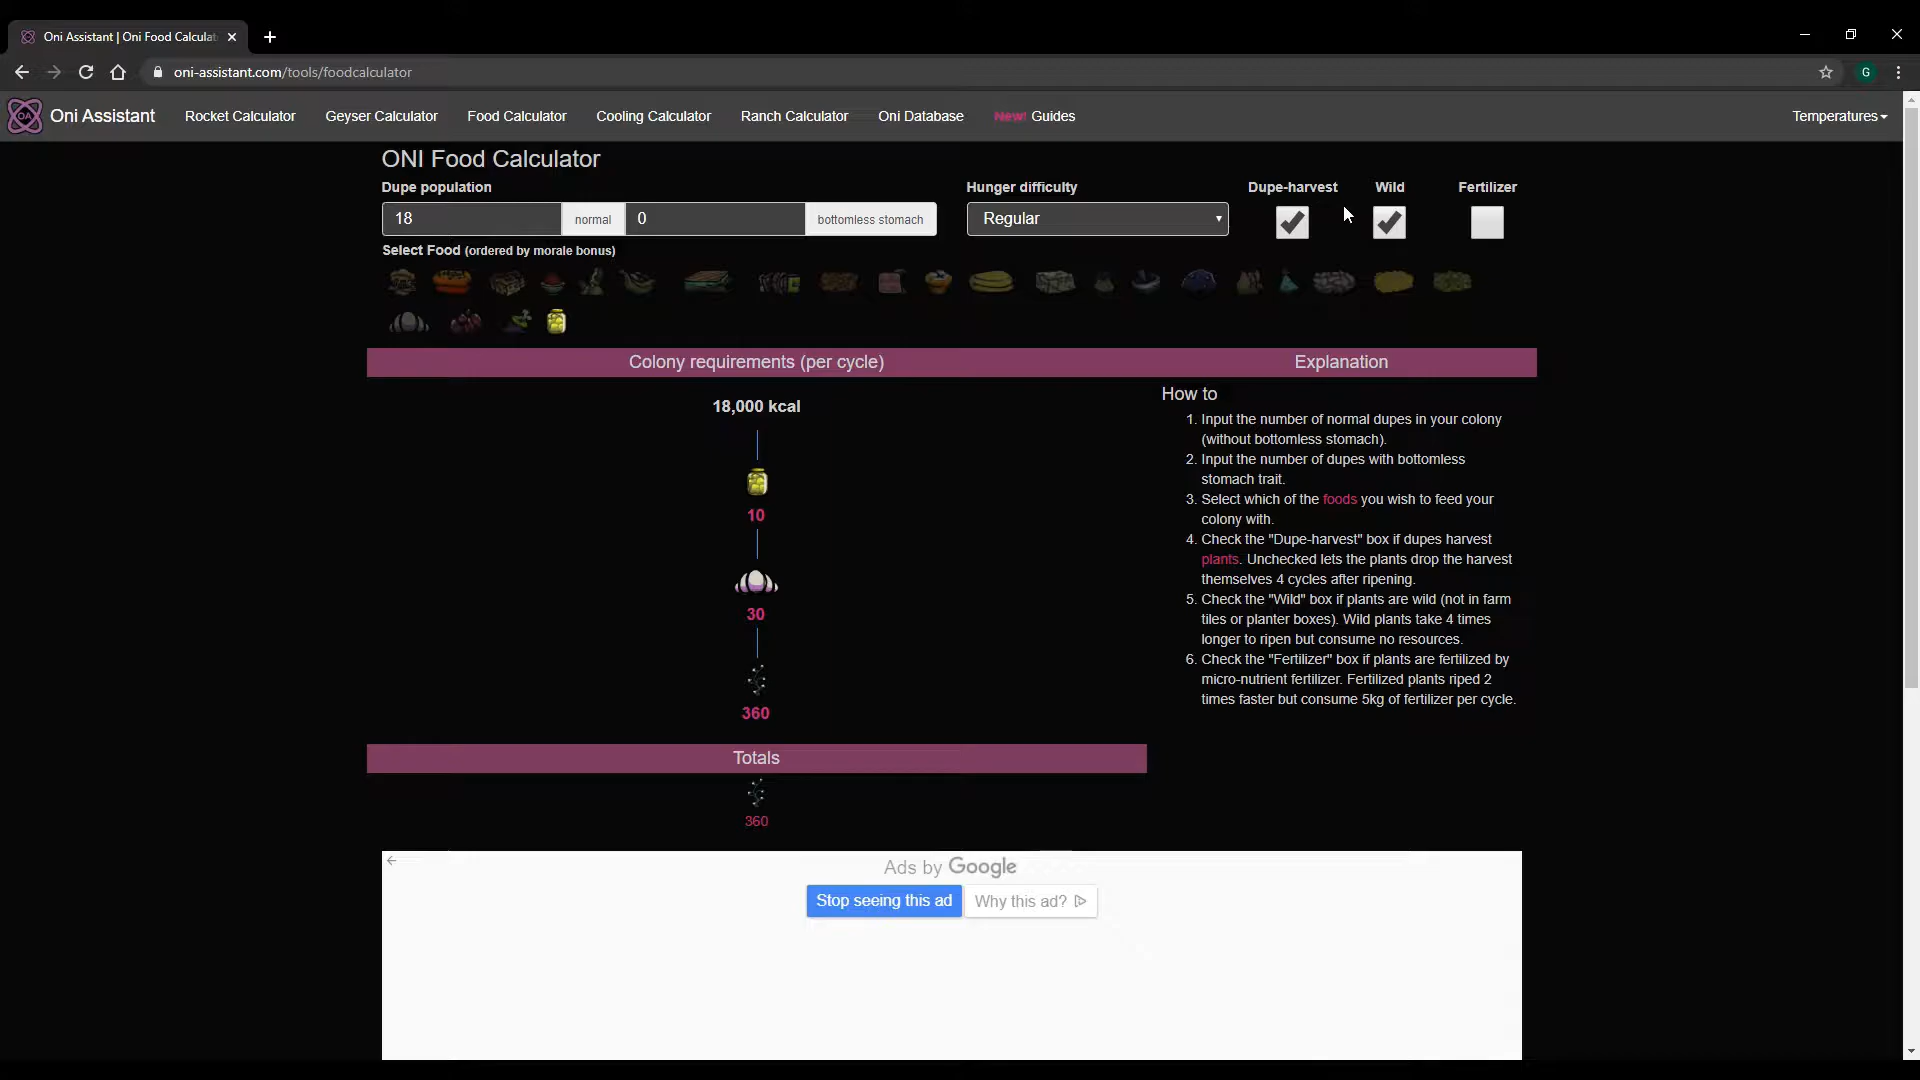 Oni Assistant | Oni Food Calculat
oni-assistant.com/tools/foodcalculator
G
OA Oni Assistant Rocket Calculator Geyser Calculator Food Calculator Cooling Calculator Ranch Calculator Oni Database New! Guides Temperatures
ONI Food Calculator
Dupe population Hunger difficulty Dupe-harvest Wild Fertilizer
18 normal 0 bottomless stomach Regular
Select Food (ordered by morale bonus)
Colony requirements (per cycle) Explanation
18,000 kcal
10
30
360
Totals
360
How to
1. Input the number of normal dupes in your colony
(without bottomless stomach).
2. Input the number of dupes with bottomless
stomach trait.
3. Select which of the foods you wish to feed your
colony with.
4. Check the "Dupe-harvest" box if dupes harvest
plants. Unchecked lets the plants drop the harvest
themselves 4 cycles after ripening.
5. Check the "Wild" box if plants are wild (not in farm
tiles or planter boxes). Wild plants take 4 times
longer to ripen but consume no resources.
6. Check the "Fertilizer" box if plants are fertilized by
micro-nutrient fertilizer. Fertilized plants riped 2
times faster but consume 5kg of fertilizer per cycle.
Ads by Google
Stop seeing this ad Why this ad?